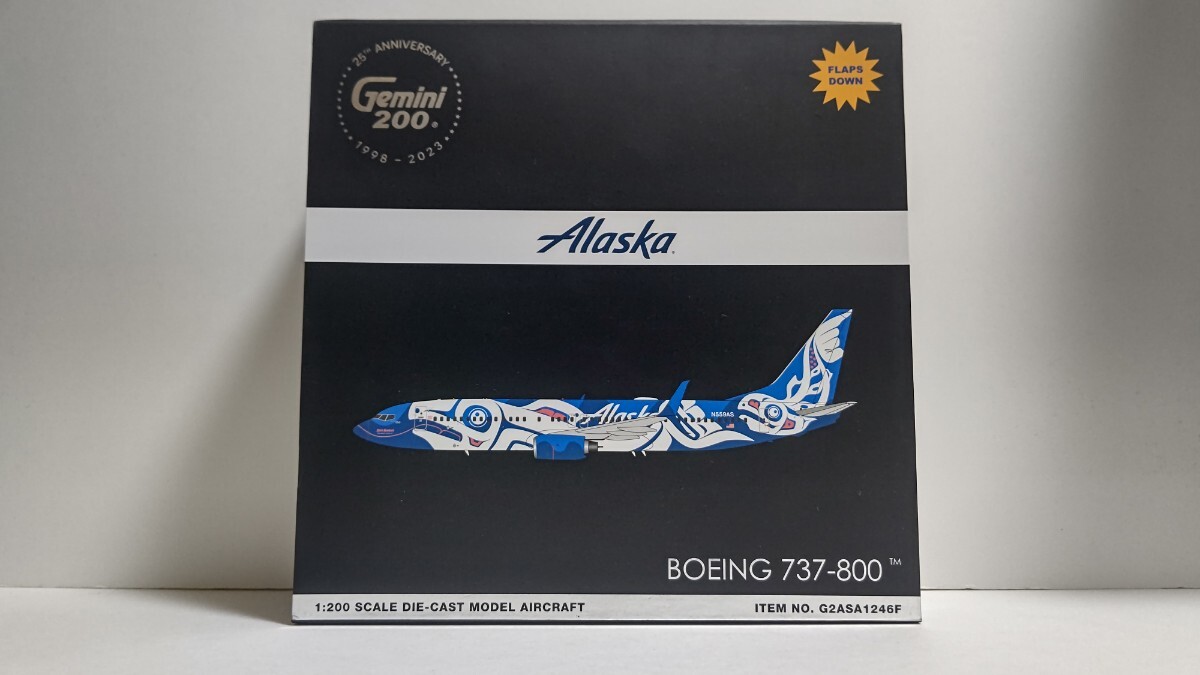 25TH ANNIVERSARY
Gemini
200®
1998 - 2023
FLAPS
DOWN
Alaska®
Alaska
N559AS
BOEING 737-800™
1:200 SCALE DIE-CAST MODEL AIRCRAFT
ITEM NO. G2ASA1246F